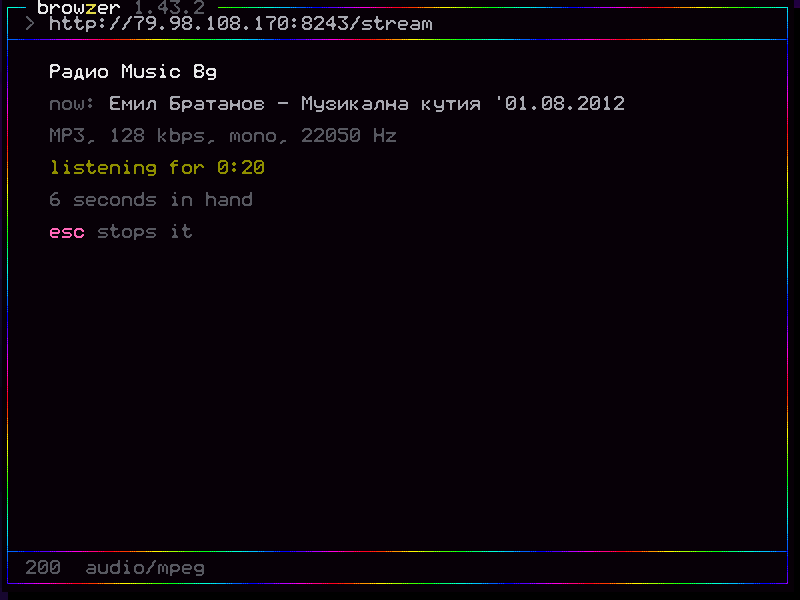 browzer 1.43.2
> http://79.98.108.170:8243/stream
Радио Music Bg
now: Емил Братанов - Музикална кутия '01.08.2012
MP3, 128 kbps, mono, 22050 Hz
listening for 0:20
6 seconds in hand
esc stops it
200 audio/mpeg